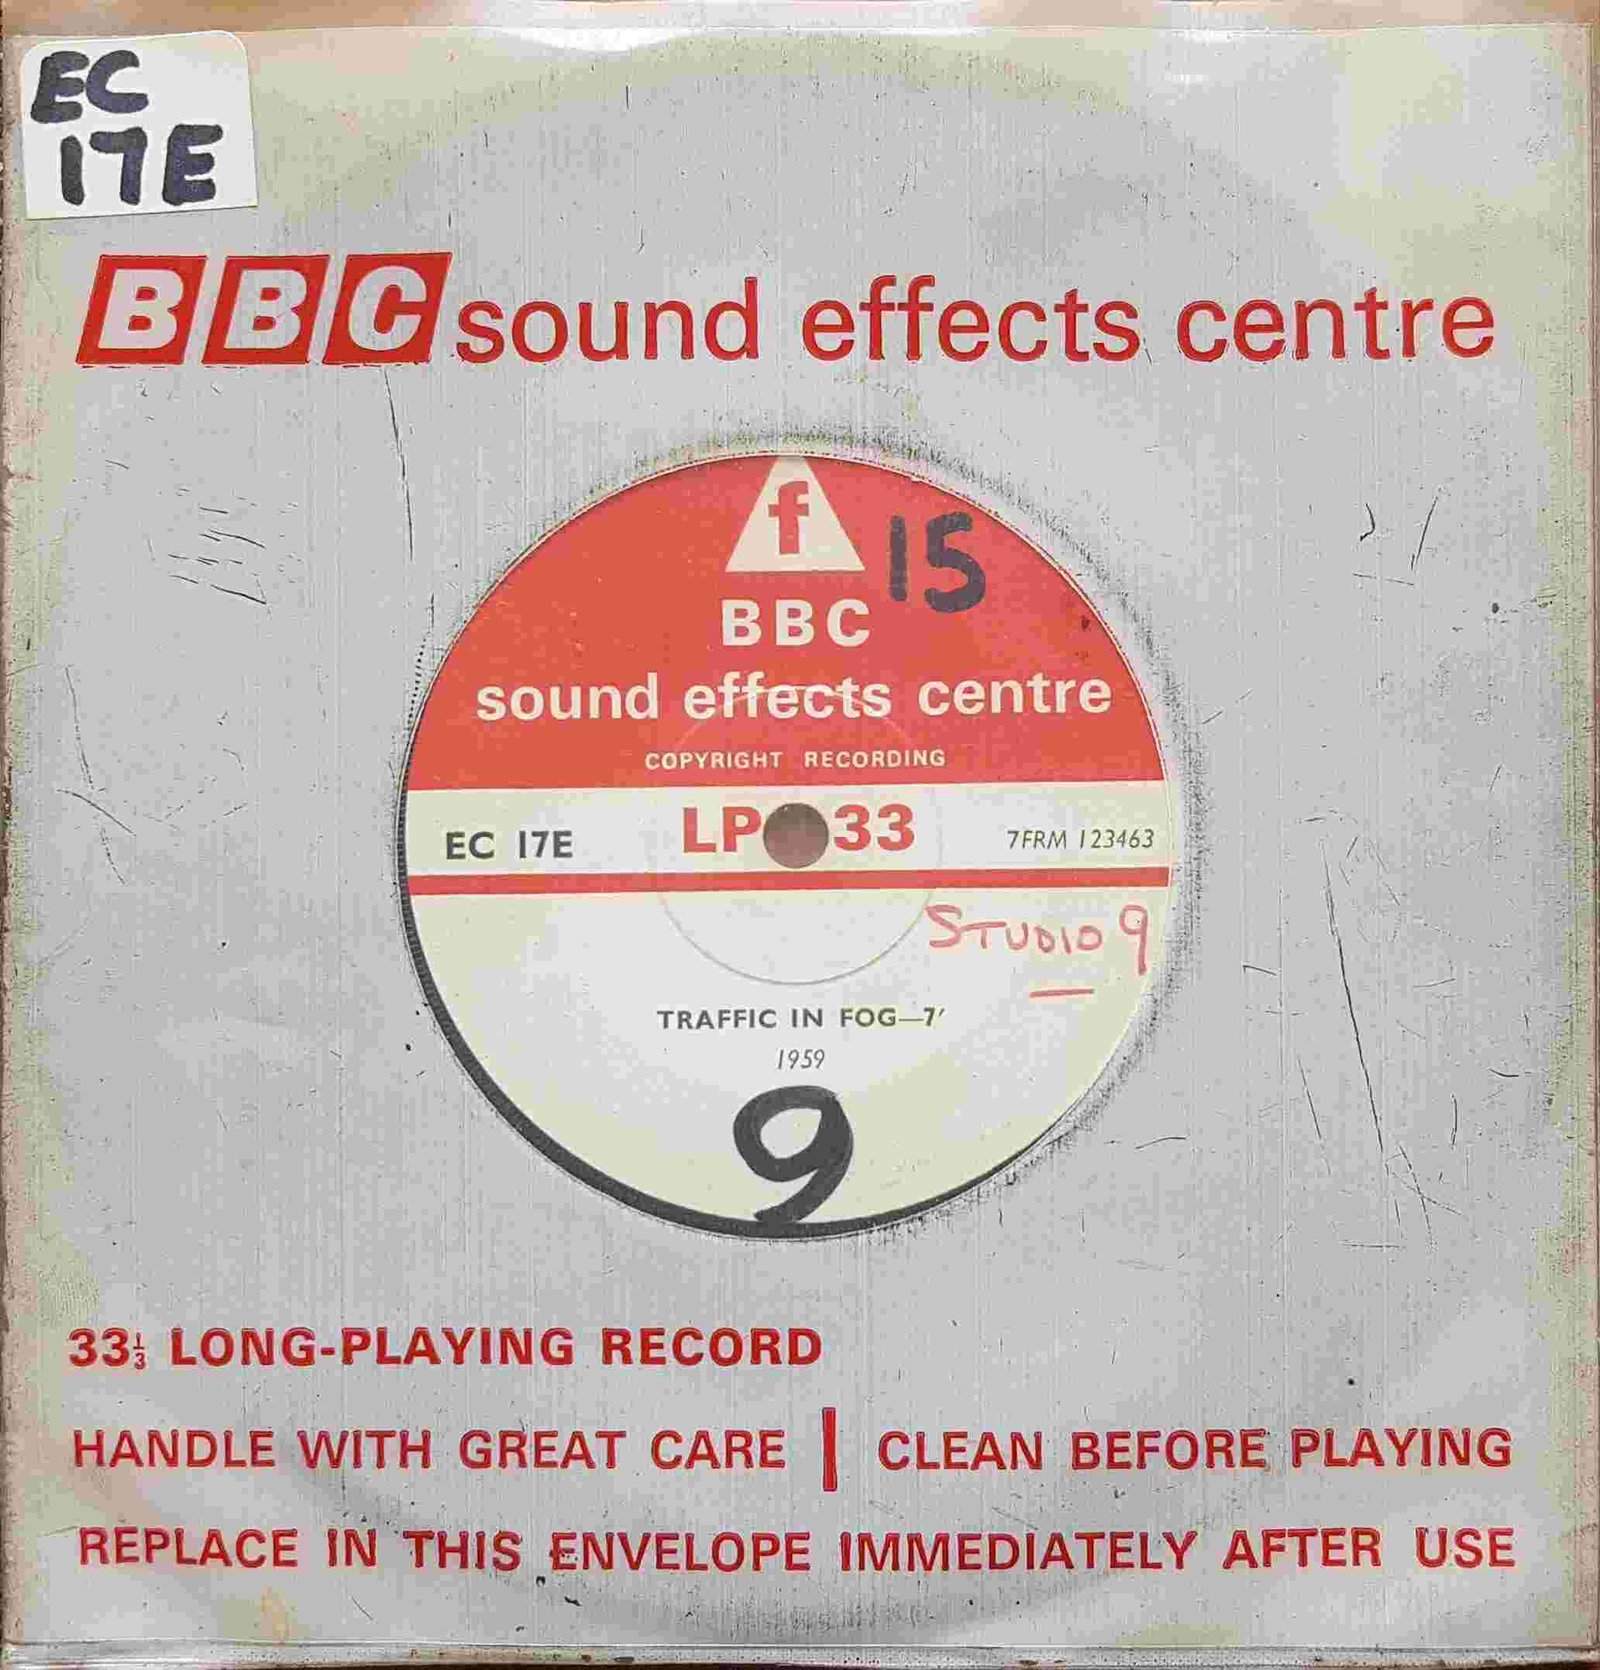 EC
17E
BBC sound effects centre
f
15
BBC
sound effects centre
COPYRIGHT RECORDING
EC 17E LP 33 7FRM 123463
STUDIO 9
TRAFFIC IN FOG—7′
1959
9
33⅓ LONG-PLAYING RECORD
HANDLE WITH GREAT CARE | CLEAN BEFORE PLAYING
REPLACE IN THIS ENVELOPE IMMEDIATELY AFTER USE